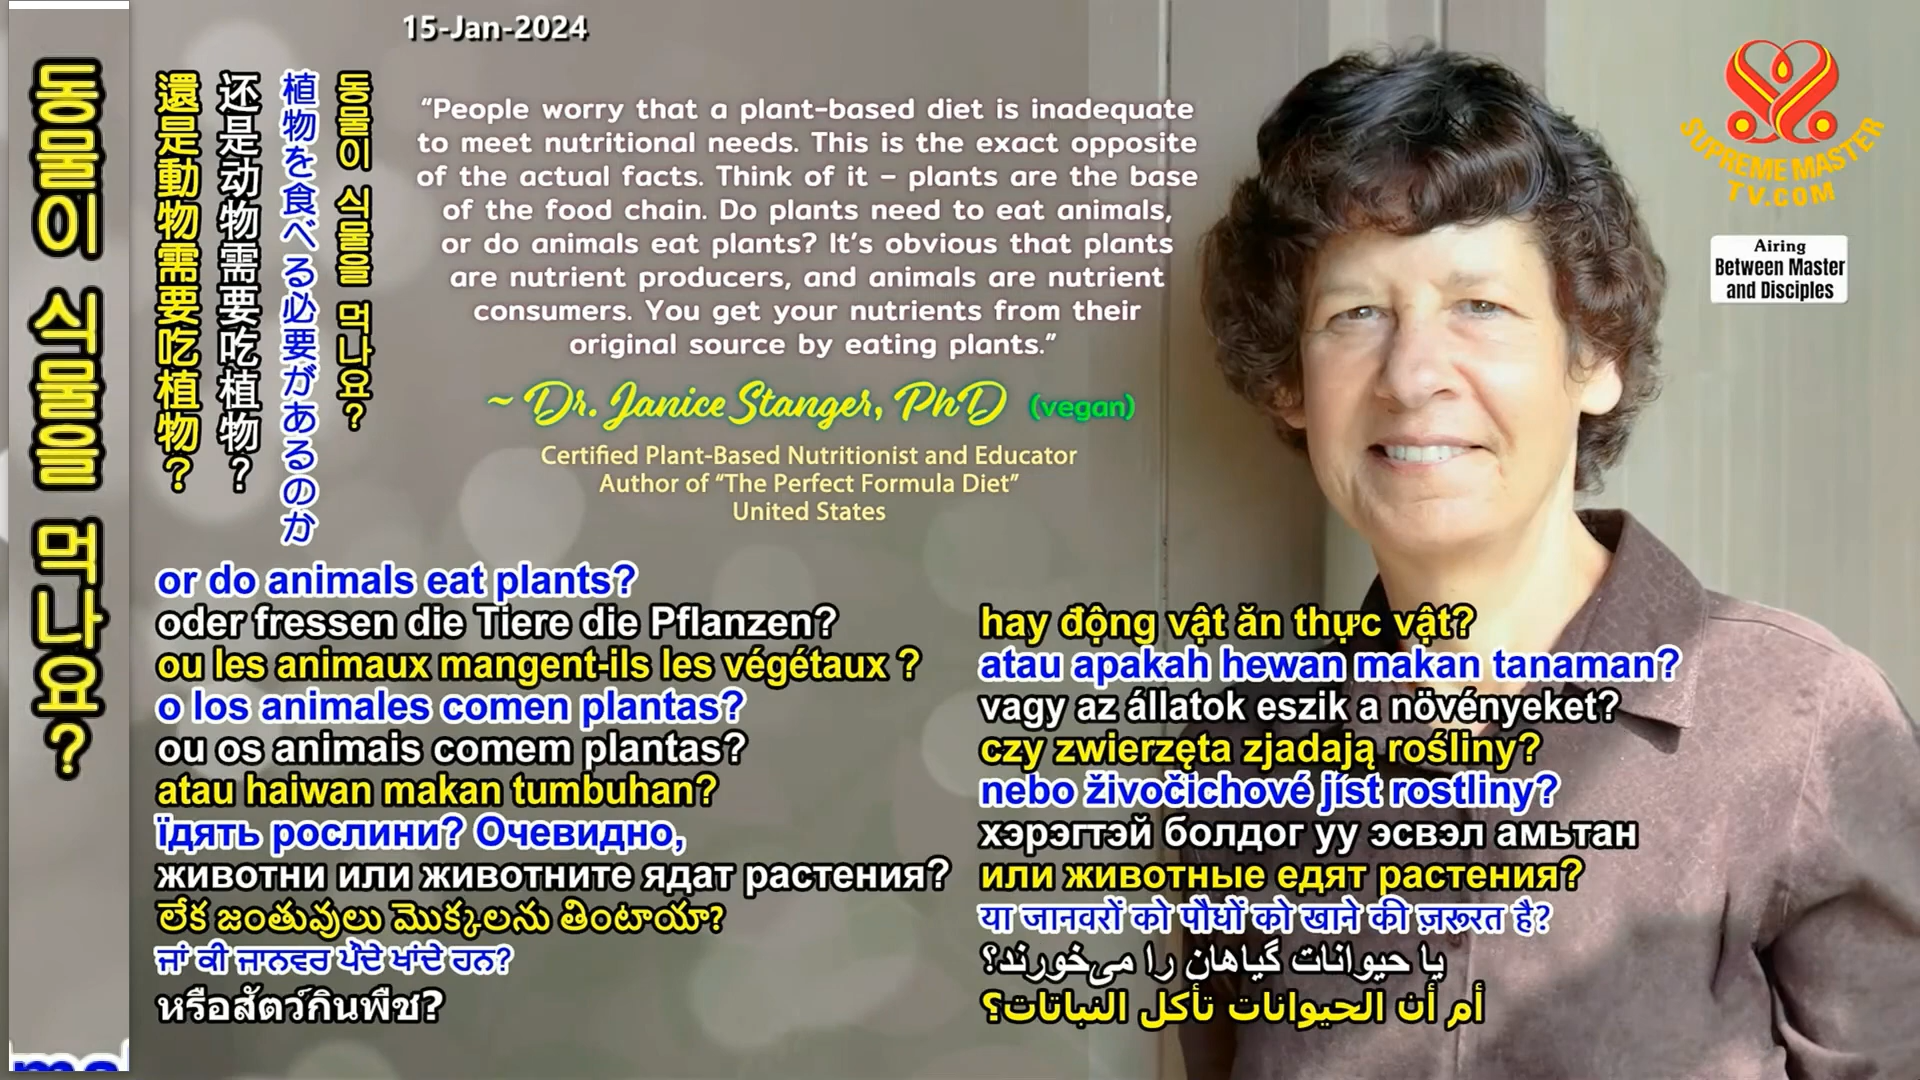 동물이 식물을 먹나요?
15-Jan-2024
還是動物需要吃植物？
还是动物需要吃植物？
植物を食べる必要があるのか
동물이 식물을 먹나요?
“People worry that a plant-based diet is inadequate
to meet nutritional needs. This is the exact opposite
of the actual facts. Think of it – plants are the base
of the food chain. Do plants need to eat animals,
or do animals eat plants? It’s obvious that plants
are nutrient producers, and animals are nutrient
consumers. You get your nutrients from their
original source by eating plants.”
~ Dr. Janice Stanger, PhD (vegan)
Certified Plant-Based Nutritionist and Educator
Author of “The Perfect Formula Diet”
United States
SUPREME MASTER
TV.COM
Airing
Between Master
and Disciples
or do animals eat plants?
oder fressen die Tiere die Pflanzen?
ou les animaux mangent-ils les végétaux ?
o los animales comen plantas?
ou os animais comem plantas?
atau haiwan makan tumbuhan?
їдять рослини? Очевидно,
животни или животните ядат растения?
లేక జంతువులు మొక్కలను తింటాయా?
ਜਾਂ ਕੀ ਜਾਨਵਰ ਪੌਦੇ ਖਾਂਦੇ ਹਨ?
หรือสัตว์กินพืช?
hay động vật ăn thực vật?
atau apakah hewan makan tanaman?
vagy az állatok eszik a növényeket?
czy zwierzęta zjadają rośliny?
nebo živočichové jíst rostliny?
хэрэгтэй болдог уу эсвэл амьтан
или животные едят растения?
या जानवरों को पौधों को खाने की ज़रूरत है?
یا حیوانات گیاهان را می‌خورند؟
أم أن الحيوانات تأكل النباتات؟